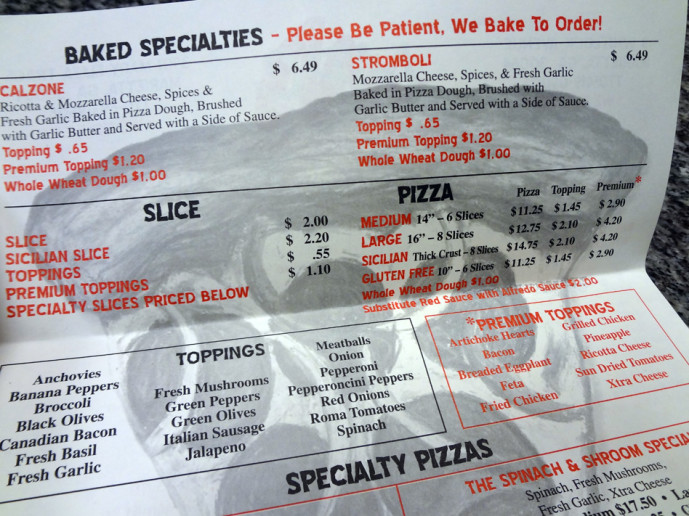 BAKED SPECIALTIES - Please Be Patient, We Bake To Order!
CALZONE $ 6.49
Ricotta & Mozzarella Cheese, Spices &
Fresh Garlic Baked in Pizza Dough, Brushed
with Garlic Butter and Served with a Side of Sauce.
Topping $ .65
Premium Topping $1.20
Whole Wheat Dough $1.00
STROMBOLI $ 6.49
Mozzarella Cheese, Spices, & Fresh Garlic
Baked in Pizza Dough, Brushed with
Garlic Butter and Served with a Side of Sauce.
Topping $ .65
Premium Topping $1.20
Whole Wheat Dough $1.00
SLICE
SLICE $ 2.00
SICILIAN SLICE $ 2.20
TOPPINGS $ .55
PREMIUM TOPPINGS $ 1.10
SPECIALTY SLICES PRICED BELOW
PIZZA Pizza Topping Premium*
MEDIUM 14” – 6 Slices $11.25 $1.45 $2.90
LARGE 16” – 8 Slices $12.75 $2.10 $4.20
SICILIAN Thick Crust – 8 Slices $14.75 $2.10 $4.20
GLUTEN FREE 10” – 6 Slices $11.25 $1.45 $2.90
Whole Wheat Dough $1.00
Substitute Red Sauce with Alfredo Sauce $2.00
TOPPINGS
Anchovies
Banana Peppers
Broccoli
Black Olives
Canadian Bacon
Fresh Basil
Fresh Garlic
Fresh Mushrooms
Green Peppers
Green Olives
Italian Sausage
Jalapeno
Meatballs
Onion
Pepperoni
Pepperoncini Peppers
Red Onions
Roma Tomatoes
Spinach
*PREMIUM TOPPINGS
Artichoke Hearts
Bacon
Breaded Eggplant
Feta
Fried Chicken
Grilled Chicken
Pineapple
Ricotta Cheese
Sun Dried Tomatoes
Xtra Cheese
SPECIALTY PIZZAS
THE SPINACH & SHROOM SPECIA
Spinach, Fresh Mushrooms,
Fresh Garlic, Xtra Cheese
$17.50 •